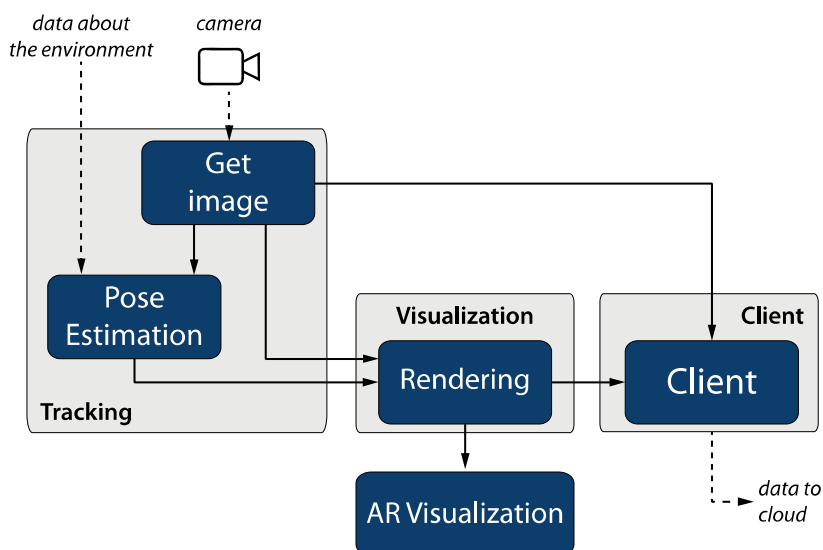 data about
the environment
camera
Get
image
Pose
Estimation
Tracking
Visualization
Rendering
Client
Client
AR Visualization
data to
cloud